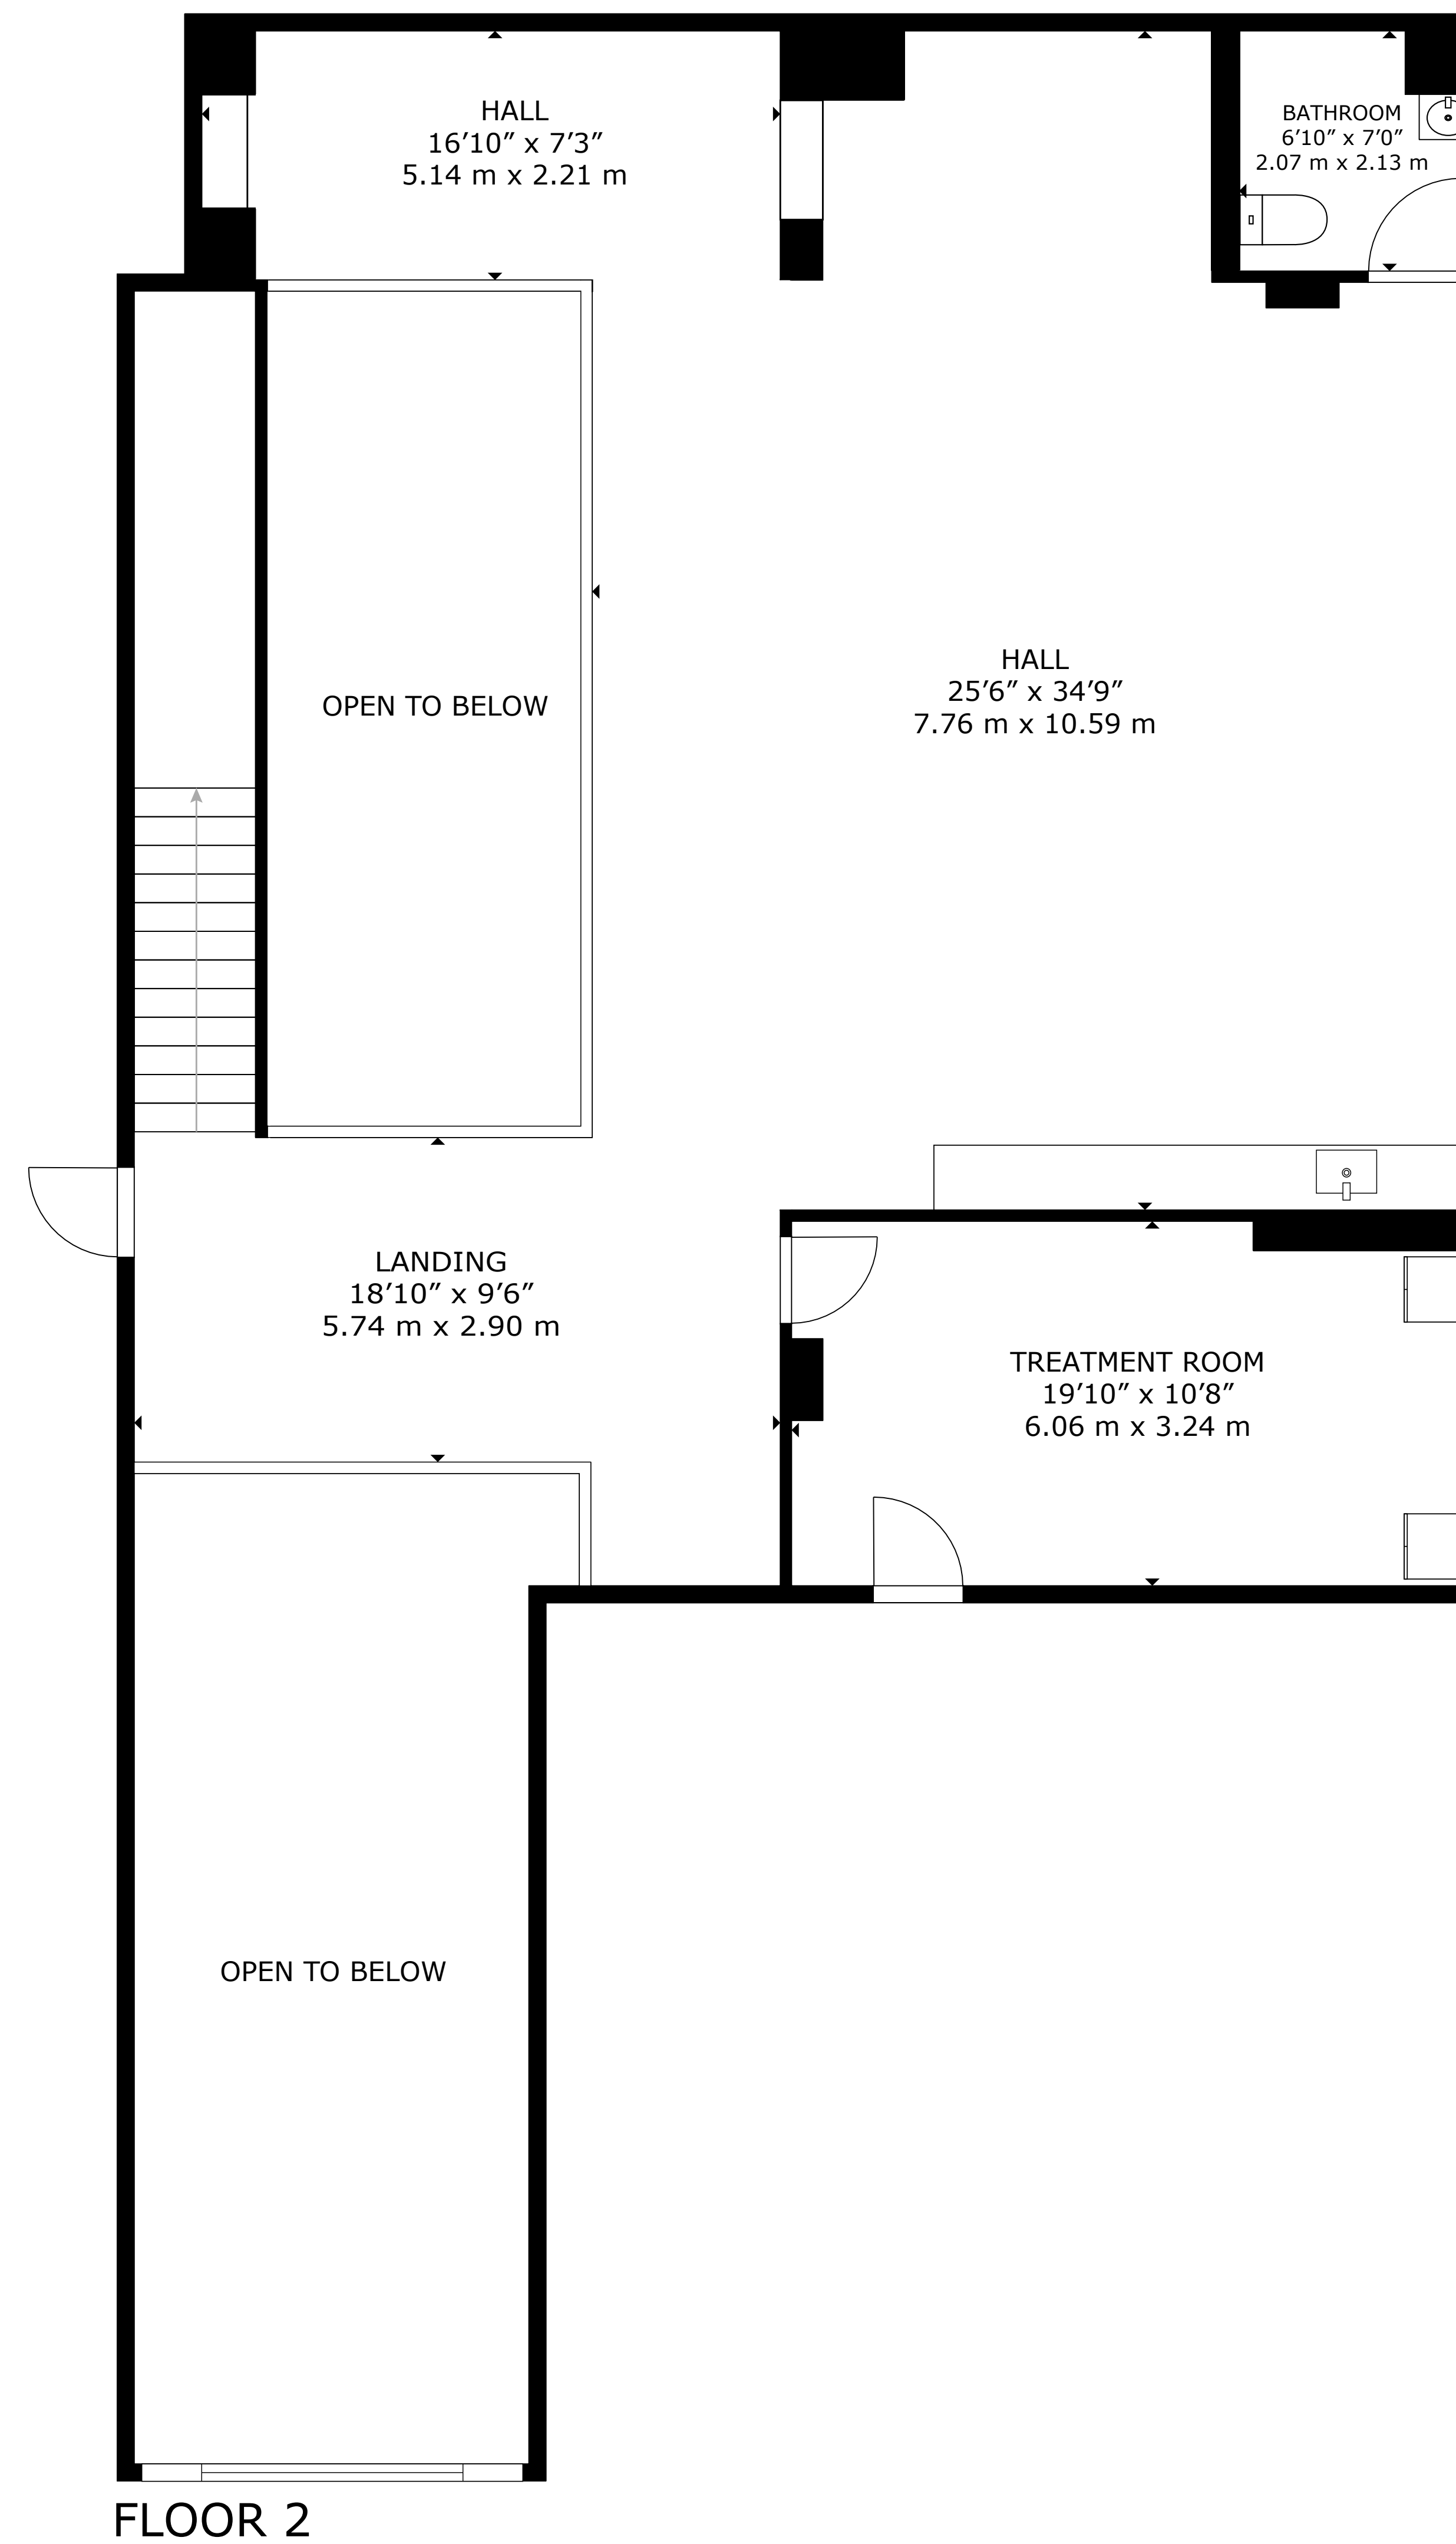 HALL
16′10″ x 7′3″
5.14 m x 2.21 m
BATHROOM
6′10″ x 7′0″
2.07 m x 2.13 m
OPEN TO BELOW
HALL
25′6″ x 34′9″
7.76 m x 10.59 m
LANDING
18′10″ x 9′6″
5.74 m x 2.90 m
TREATMENT ROOM
19′10″ x 10′8″
6.06 m x 3.24 m
OPEN TO BELOW
FLOOR 2